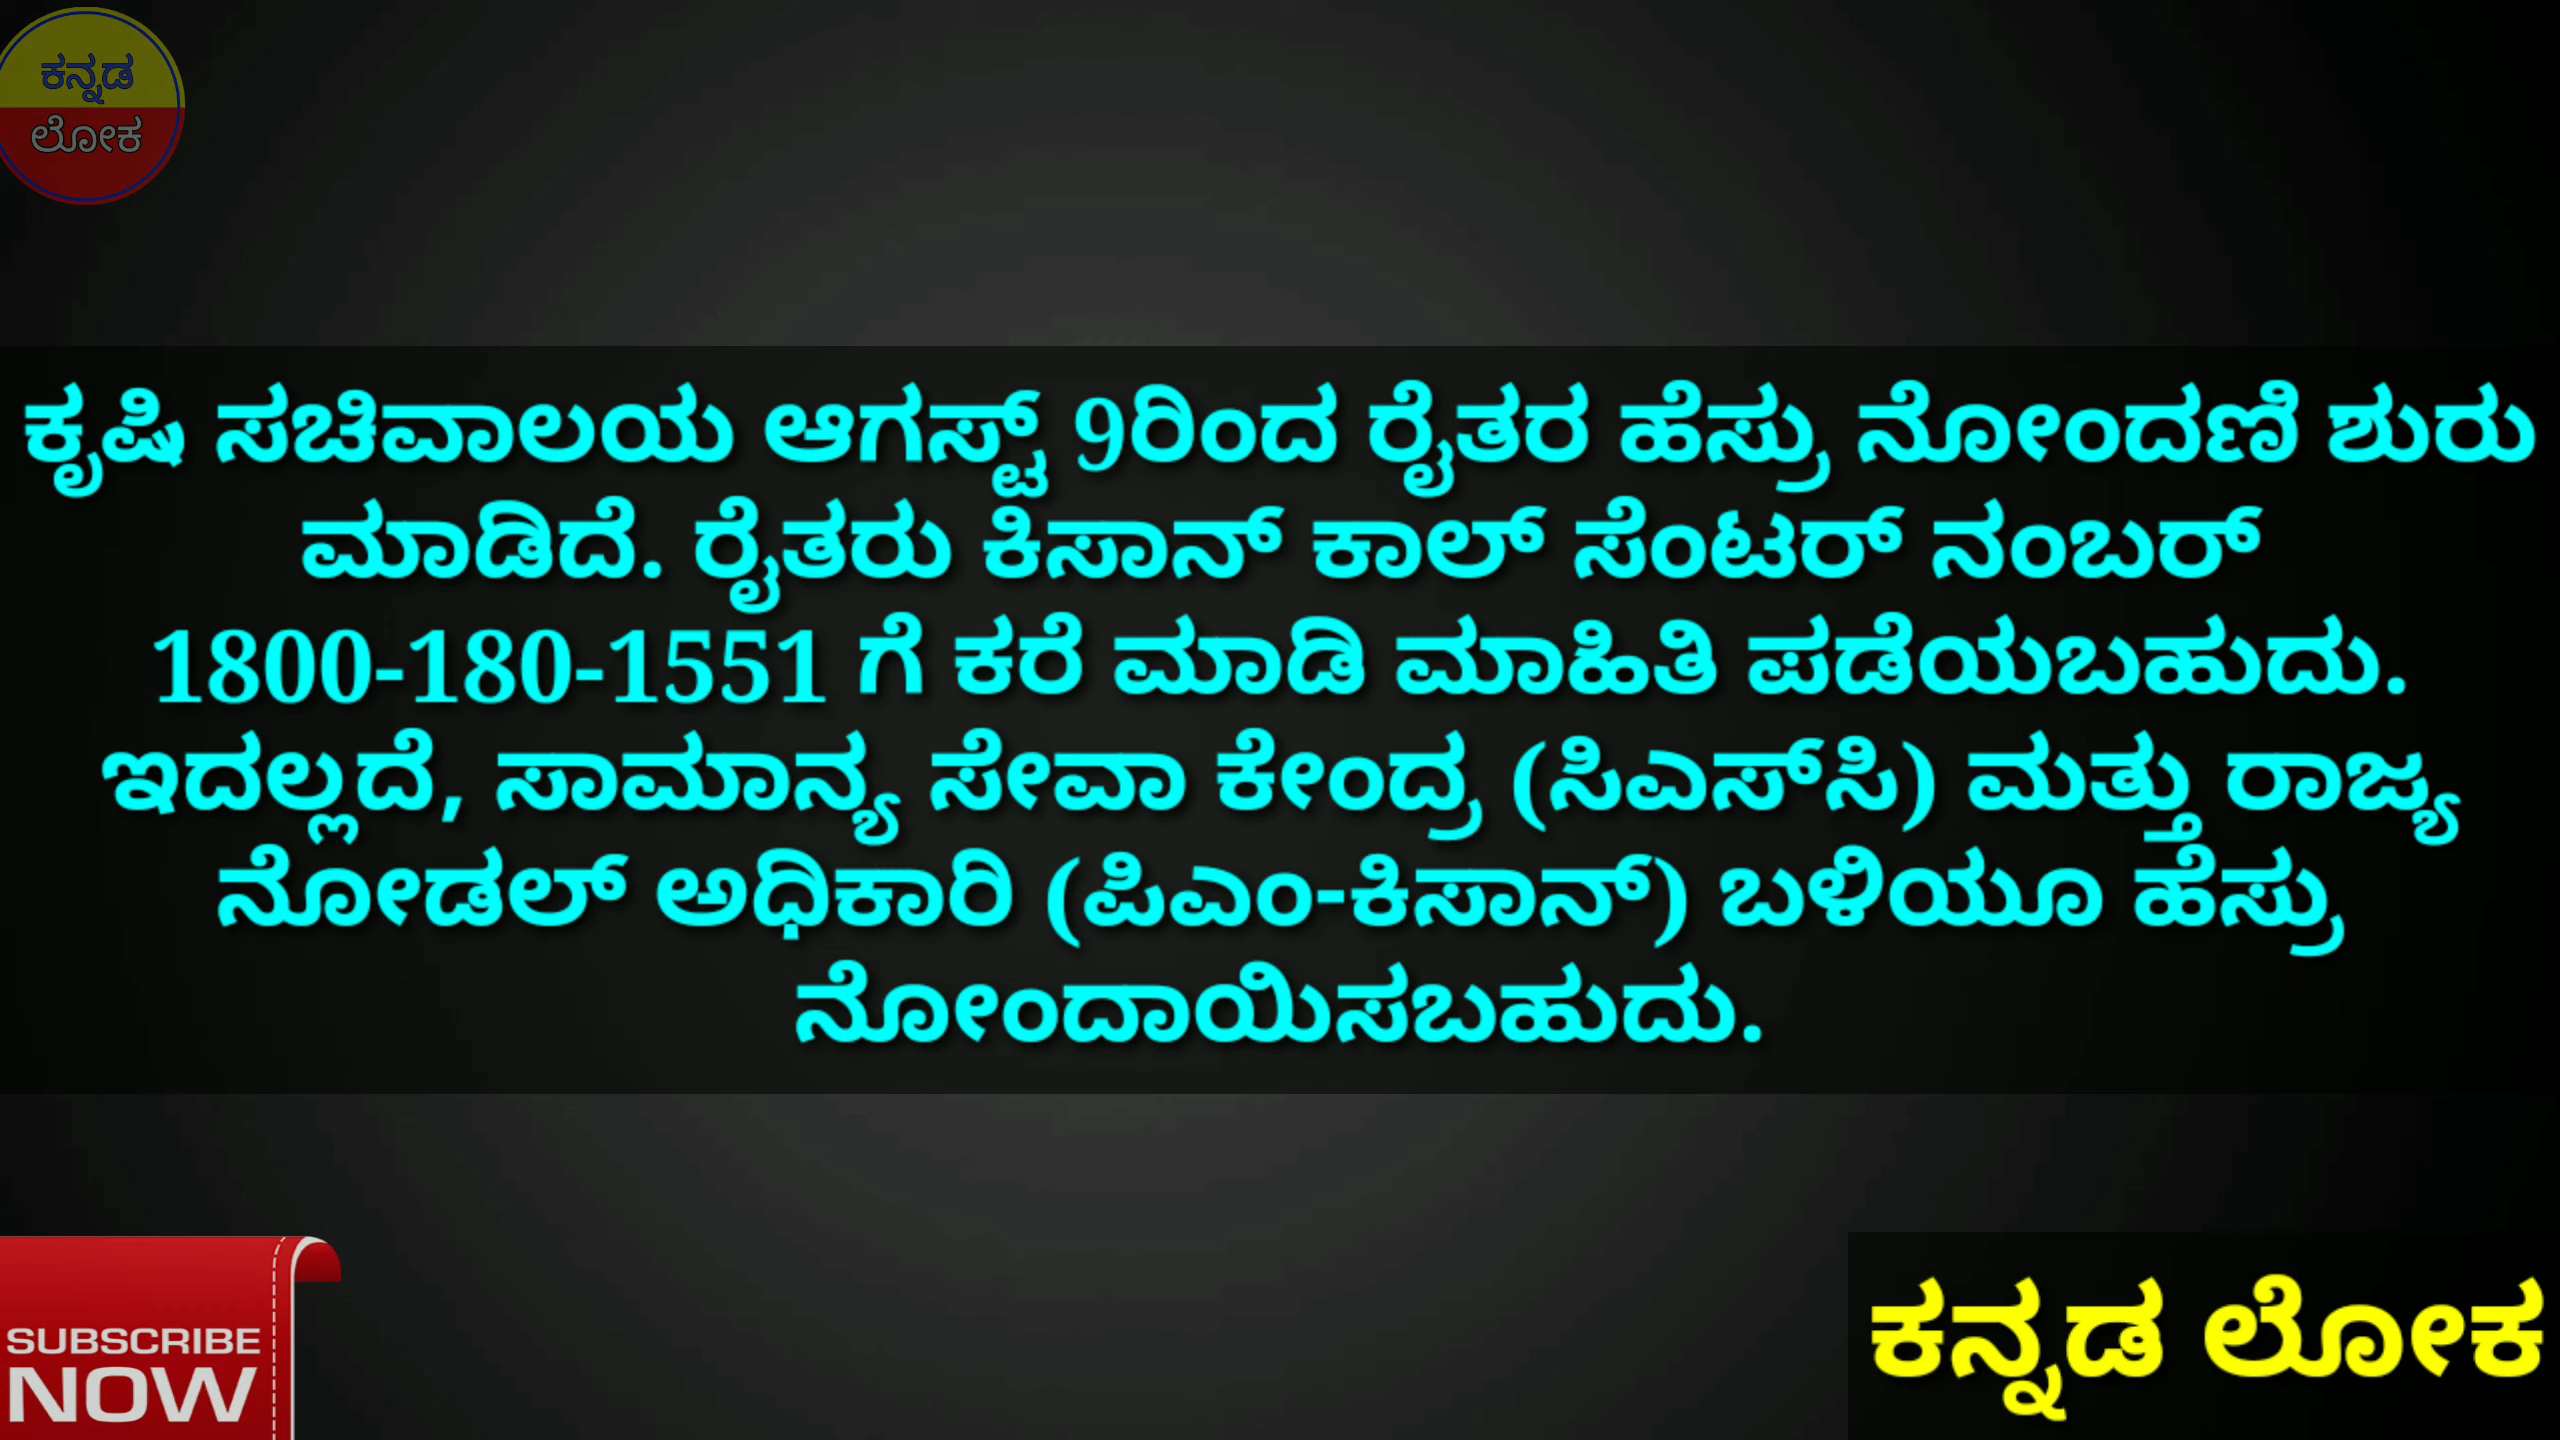 ಕನ್ನಡ
ಲೋಕ
ಕೃಷಿ ಸಚಿವಾಲಯ ಆಗಸ್ಟ್ 9ರಿಂದ ರೈತರ ಹೆಸ್ರು ನೋಂದಣಿ ಶುರು
ಮಾಡಿದೆ. ರೈತರು ಕಿಸಾನ್ ಕಾಲ್ ಸೆಂಟರ್ ನಂಬರ್
1800-180-1551 ಗೆ ಕರೆ ಮಾಡಿ ಮಾಹಿತಿ ಪಡೆಯಬಹುದು.
ಇದಲ್ಲದೆ, ಸಾಮಾನ್ಯ ಸೇವಾ ಕೇಂದ್ರ (ಸಿಎಸ್‌ಸಿ) ಮತ್ತು ರಾಜ್ಯ
ನೋಡಲ್ ಅಧಿಕಾರಿ (ಪಿಎಂ-ಕಿಸಾನ್) ಬಳಿಯೂ ಹೆಸ್ರು
ನೋಂದಾಯಿಸಬಹುದು.
SUBSCRIBE
NOW
ಕನ್ನಡ ಲೋಕ